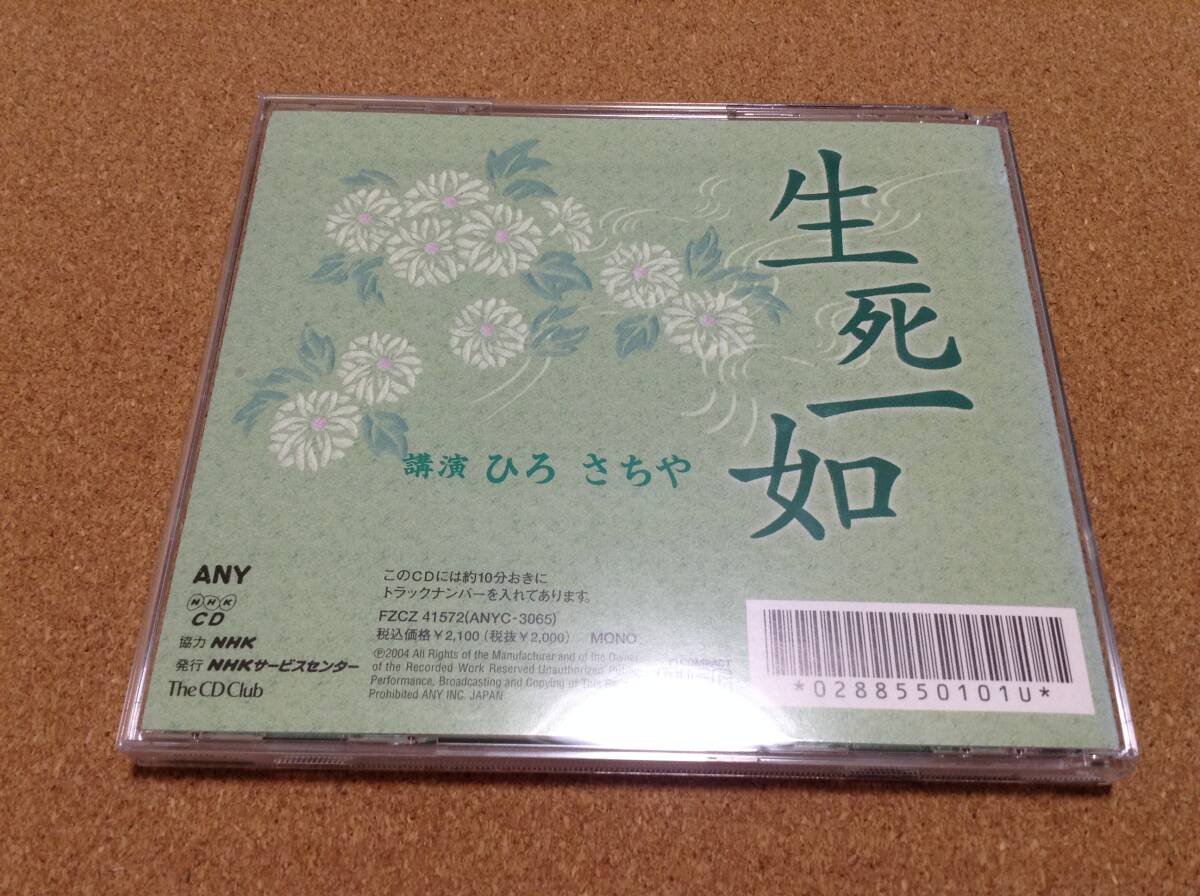 生死一如
講演 ひろ さちや
ANY
NHK
CD
協力 NHK
発行 NHKサービスセンター
The CD Club
このCDには約10分おきに
トラックナンバーを入れてあります。
FZCZ 41572(ANYC-3065)
税込価格¥2,100(税抜¥2,000) MONO
℗2004 All Rights of the Manufacturer and of the Owner
of the Recorded Work Reserved Unauthorized
Performance, Broadcasting and Copying of This
Prohibited ANY INC. JAPAN
COMPACT
*0288550101U*